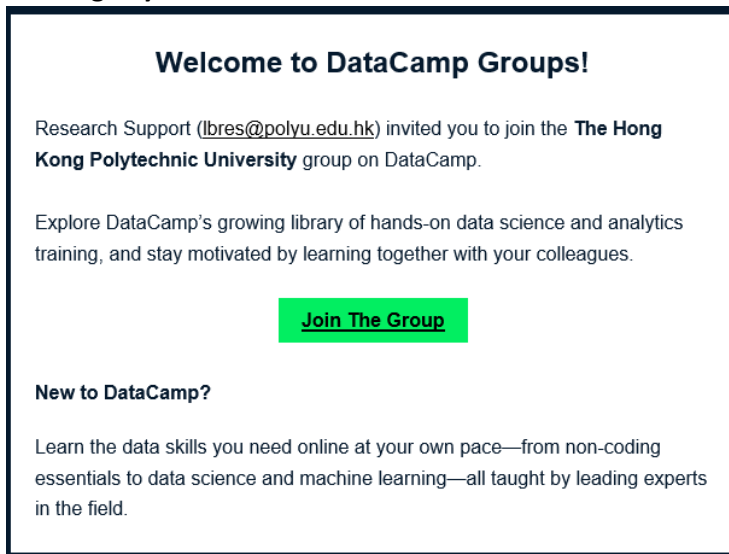 Welcome to DataCamp Groups!
Research Support (lbres@polyu.edu.hk) invited you to join the The Hong
Kong Polytechnic University group on DataCamp.
Explore DataCamp's growing library of hands-on data science and analytics
training, and stay motivated by learning together with your colleagues.
Join The Group
New to DataCamp?
Learn the data skills you need online at your own pace—from non-coding
essentials to data science and machine learning—all taught by leading experts
in the field.